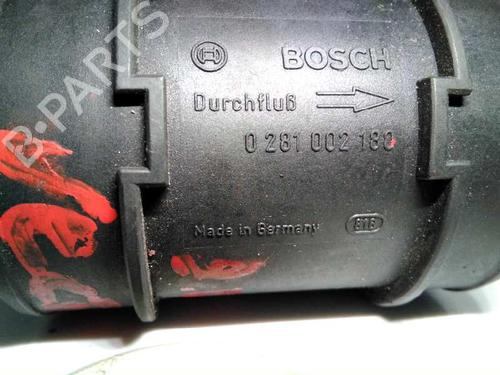 B-PARTS
BOSCH
Durchfluß
0 281 002 180
Made in Germany